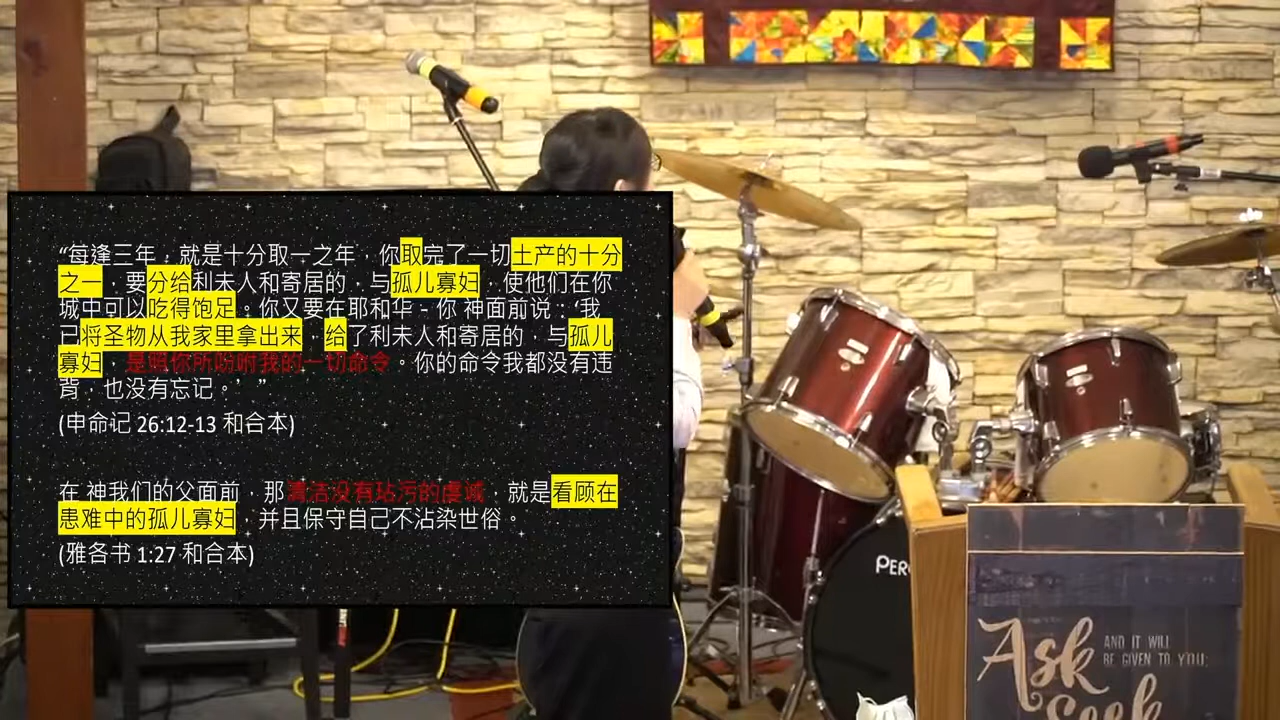 “每逢三年，就是十分取一之年，你取完了一切土产的十分
之一，要分给利未人和寄居的，与孤儿寡妇，使他们在你
城中可以吃得饱足。你又要在耶和华－你 神面前说：‘我
已将圣物从我家里拿出来，给了利未人和寄居的，与孤儿
寡妇，是照你所吩咐我的一切命令。你的命令我都没有违
背，也没有忘记。’ ”
(申命记 26:12-13 和合本)
在 神我们的父面前，那清洁没有玷污的虔诚，就是看顾在
患难中的孤儿寡妇，并且保守自己不沾染世俗。
(雅各书 1:27 和合本)
PER
Ask AND IT WILL
BE GIVEN TO YOU;
Seek